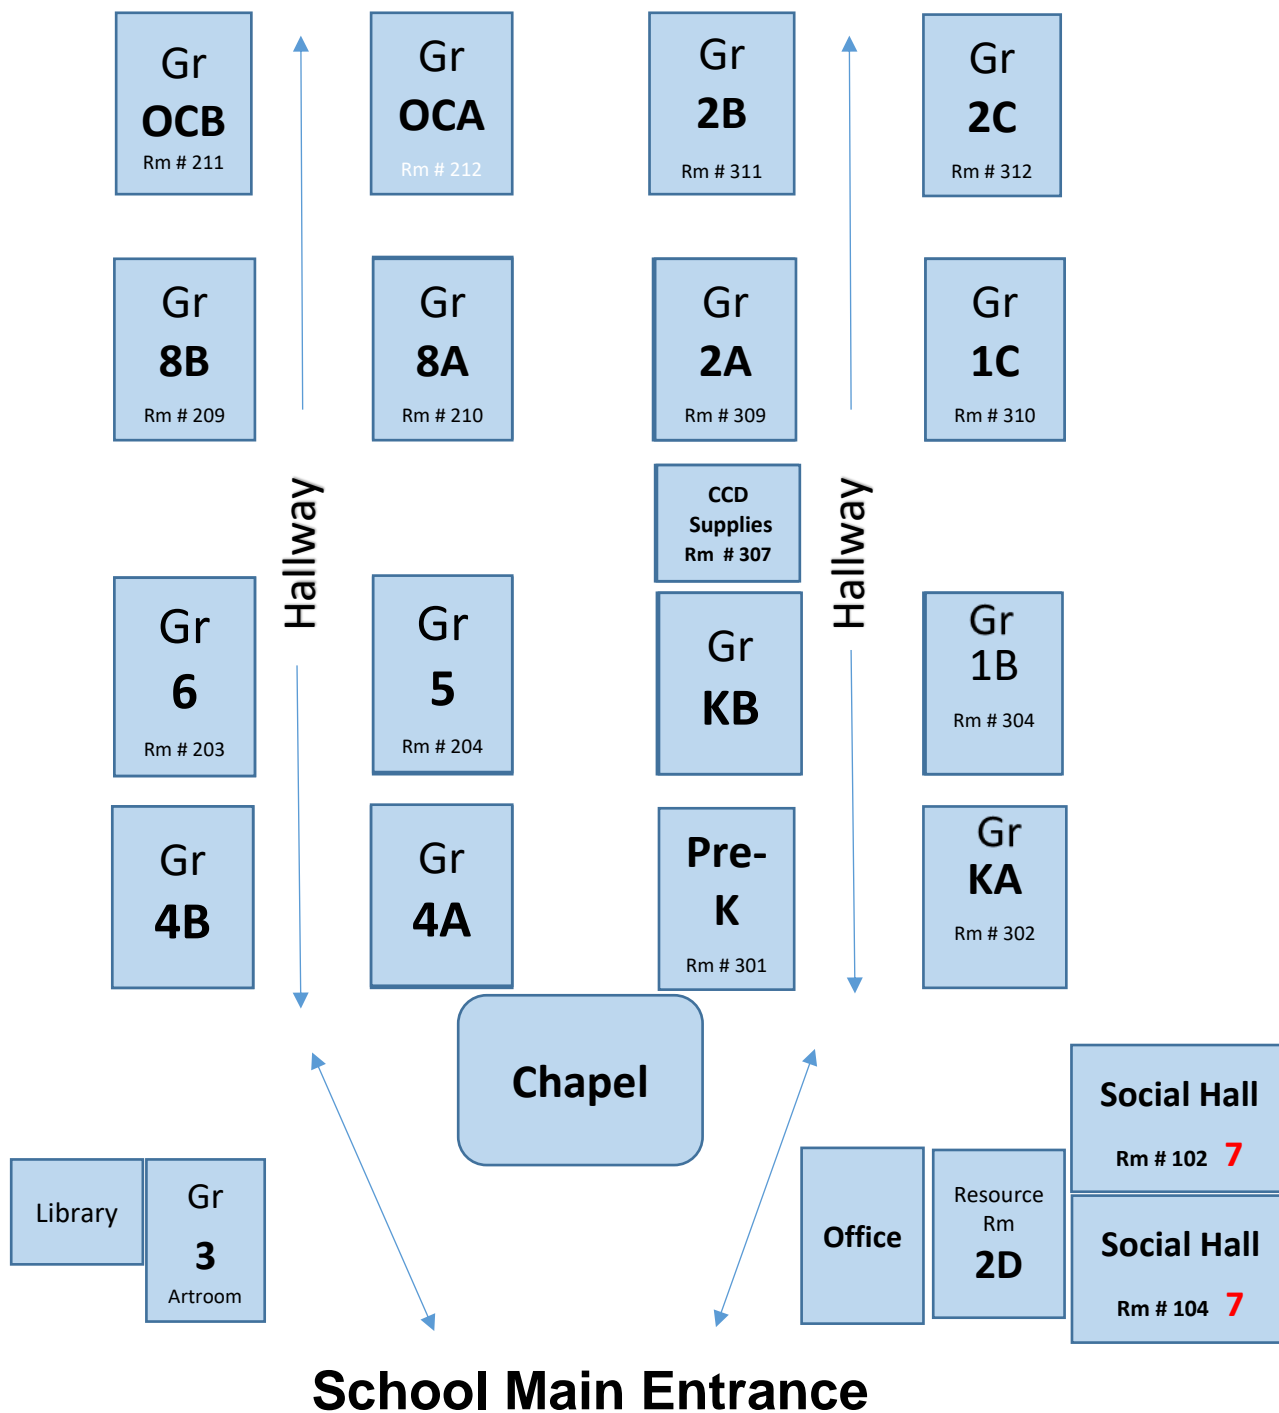 Gr
OCB
Rm # 211
Gr
OCA
Rm # 212
Gr
2B
Rm # 311
Gr
2C
Rm # 312
Gr
8B
Rm # 209
Gr
8A
Rm # 210
Gr
2A
Rm # 309
Gr
1C
Rm # 310
Hallway
CCD
Supplies
Rm # 307
Hallway
Gr
6
Rm # 203
Gr
5
Rm # 204
Gr
KB
Gr
1B
Rm # 304
Gr
4B
Gr
4A
Pre-
K
Rm # 301
Gr
KA
Rm # 302
Chapel
Library
Gr
3
Artroom
Office
Resource
Rm
2D
Social Hall
Rm # 102 7
Social Hall
Rm # 104 7
School Main Entrance